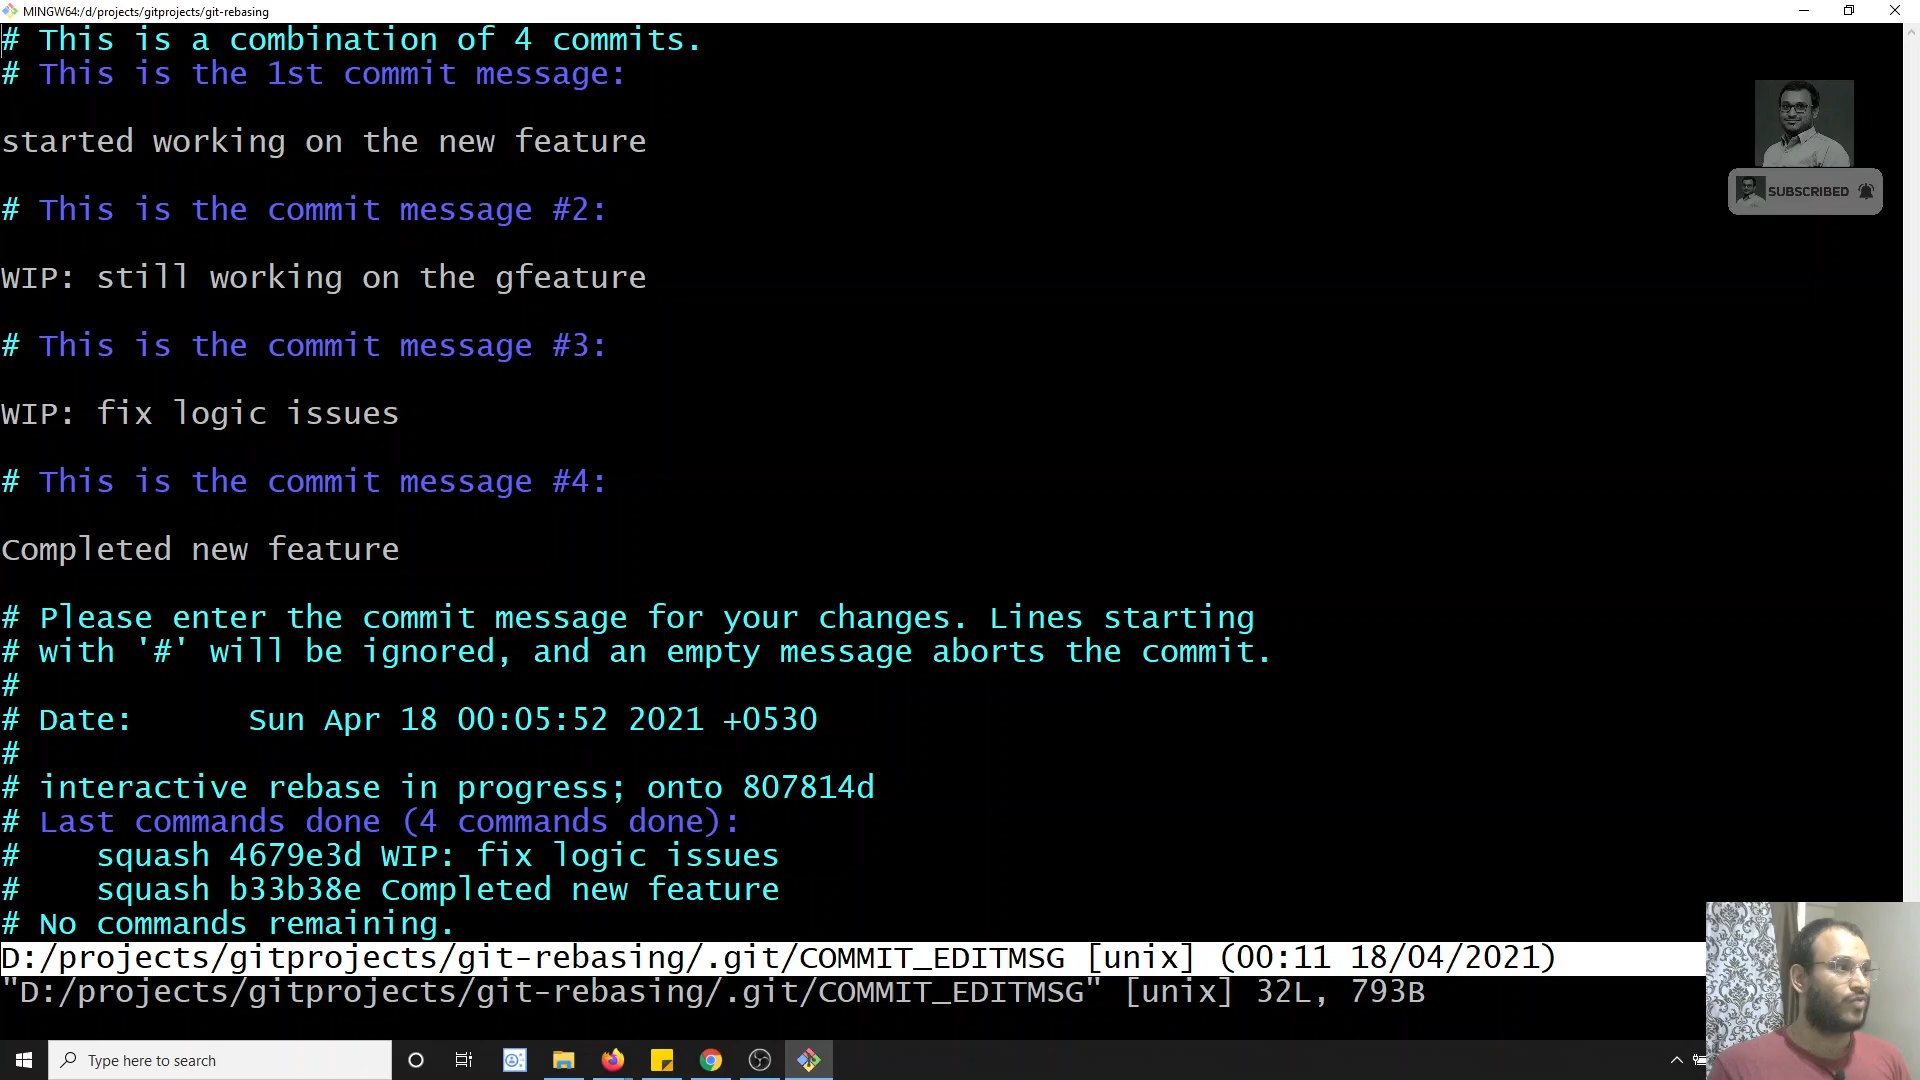 MINGW64:/d/projects/gitprojects/git-rebasing
# This is a combination of 4 commits.
# This is the 1st commit message:
started working on the new feature
# This is the commit message #2:
WIP: still working on the gfeature
# This is the commit message #3:
WIP: fix logic issues
# This is the commit message #4:
Completed new feature
# Please enter the commit message for your changes. Lines starting
# with '#' will be ignored, and an empty message aborts the commit.
#
# Date:      Sun Apr 18 00:05:52 2021 +0530
#
# interactive rebase in progress; onto 807814d
# Last commands done (4 commands done):
#    squash 4679e3d WIP: fix logic issues
#    squash b33b38e Completed new feature
# No commands remaining.
D:/projects/gitprojects/git-rebasing/.git/COMMIT_EDITMSG [unix] (00:11 18/04/2021)
"D:/projects/gitprojects/git-rebasing/.git/COMMIT_EDITMSG" [unix] 32L, 793B
SUBSCRIBED
Type here to search